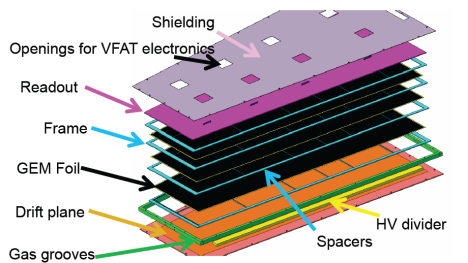 Shielding
Openings for VFAT electronics
Readout
Frame
GEM Foil
Drift plane
HV divider
Spacers
Gas grooves